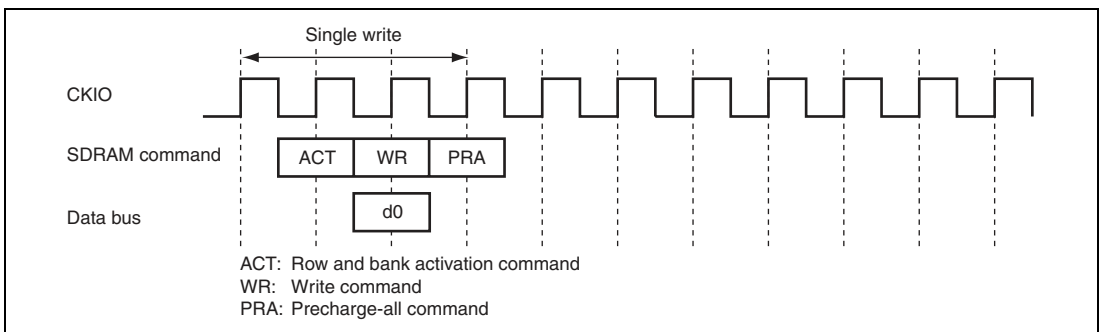 Single write
CKIO
SDRAM command
ACT
WR
PRA
Data bus
d0
ACT: Row and bank activation command
WR: Write command
PRA: Precharge-all command